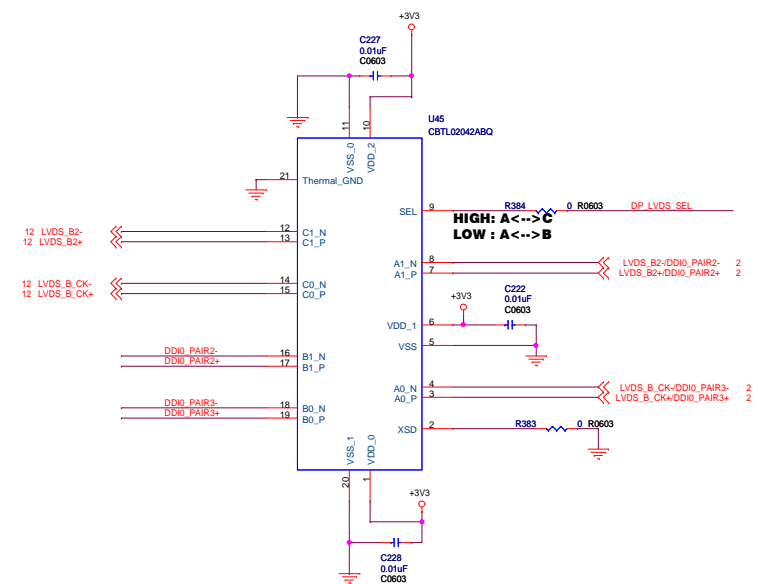 +3V3
C227
0.01uF
C0603
U45
CBTL02042ABQ
11
10
VSS_0
VDD_2
21
Thermal_GND
SEL
9
R384
0
R0603
DP_LVDS_SEL
HIGH: A<-->C
LOW : A<-->B
12 LVDS_B2-
12 LVDS_B2+
12
13
C1_N
C1_P
A1_N
A1_P
8
7
LVDS_B2-/DDI0_PAIR2- 2
LVDS_B2+/DDI0_PAIR2+ 2
12 LVDS_B_CK-
12 LVDS_B_CK+
14
15
C0_N
C0_P
+3V3
C222
0.01uF
C0603
VDD_1
6
VSS
5
DDI0_PAIR2-
DDI0_PAIR2+
16
17
B1_N
B1_P
A0_N
A0_P
4
3
LVDS_B_CK-/DDI0_PAIR3- 2
LVDS_B_CK+/DDI0_PAIR3+ 2
DDI0_PAIR3-
DDI0_PAIR3+
18
19
B0_N
B0_P
XSD
2
R383
0
R0603
VSS_1
VDD_0
20
1
+3V3
C228
0.01uF
C0603